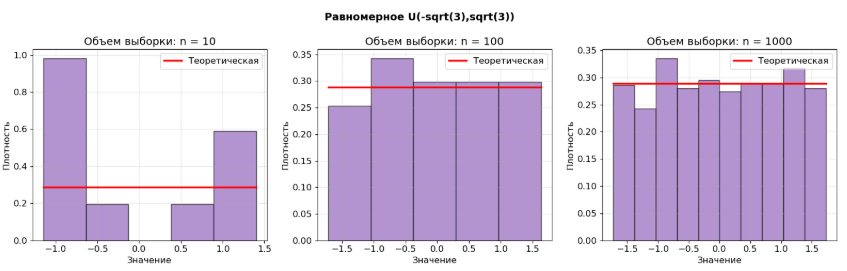 Равномерное U(-sqrt(3),sqrt(3))
Объем выборки: n = 10
Теоретическая
Плотность
1.0
0.8
0.6
0.4
0.2
0.0
−1.0 −0.5 0.0 0.5 1.0 1.5
Значение
Объем выборки: n = 100
Теоретическая
Плотность
0.35
0.30
0.25
0.20
0.15
0.10
0.05
0.00
−1.5 −1.0 −0.5 0.0 0.5 1.0 1.5
Значение
Объем выборки: n = 1000
Теоретическая
Плотность
0.35
0.30
0.25
0.20
0.15
0.10
0.05
0.00
−1.5 −1.0 −0.5 0.0 0.5 1.0 1.5
Значение